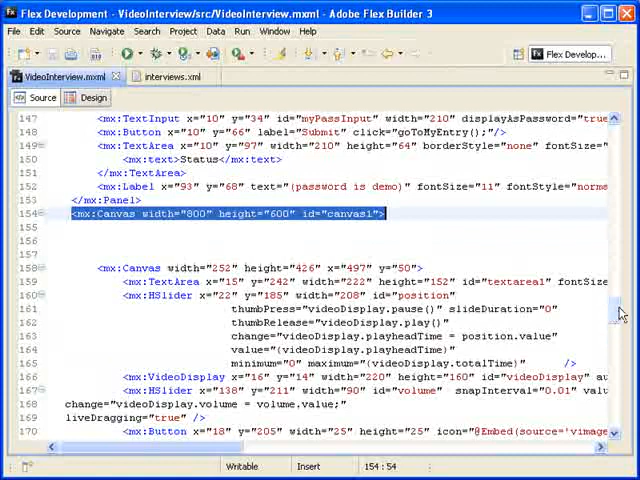 Flex Development - VideoInterview/src/VideoInterview.mxml - Adobe Flex Builder 3
File Edit Source Navigate Search Project Data Run Window Help
Flex Develop...
VideoInterview.mxml interviews.xml
Source Design
147 <mx:TextInput x="10" y="34" id="myPassInput" width="210" displayAsPassword="true
148 <mx:Button x="10" y="66" label="Submit" click="goToMyEntry();"/>
149 <mx:TextArea x="10" y="97" width="210" height="64" borderStyle="none" fontSize="
150 <mx:text>Status</mx:text>
151 </mx:TextArea>
152 <mx:Label x="93" y="68" text="(password is demo)" fontSize="11" fontStyle="norma
153 </mx:Panel>
154 <mx:Canvas width="800" height="600" id="canvas1">
155
156
157
158 <mx:Canvas width="252" height="426" x="497" y="50">
159 <mx:TextArea x="15" y="242" width="222" height="152" id="textarea1" fontSize
160 <mx:HSlider x="22" y="185" width="208" id="position"
161 thumbPress="videoDisplay.pause()" slideDuration="0"
162 thumbRelease="videoDisplay.play()"
163 change="videoDisplay.playheadTime = position.value"
164 value="{videoDisplay.playheadTime}"
165 minimum="0" maximum="{videoDisplay.totalTime}" />
166 <mx:VideoDisplay x="16" y="14" width="220" height="160" id="videoDisplay" au
167 <mx:HSlider x="138" y="211" width="90" id="volume" snapInterval="0.01" val
168 change="videoDisplay.volume = volume.value;"
169 liveDragging="true" />
170 <mx:Button x="18" y="205" width="25" height="25" icon="@Embed(source='vimage
Writable Insert 154 : 54